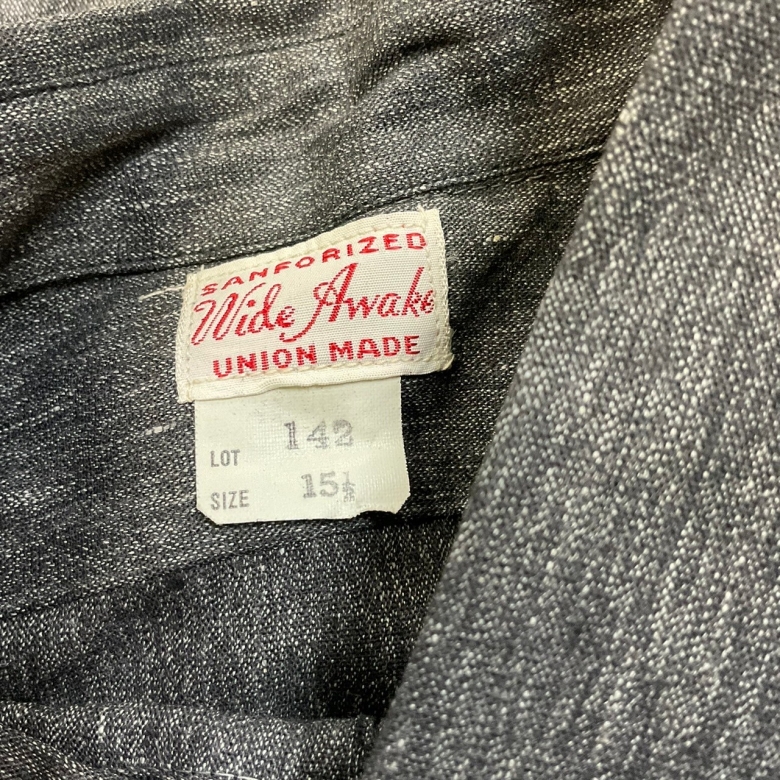 SANFORIZED
Wide Awake
UNION MADE
LOT 142
SIZE 15½